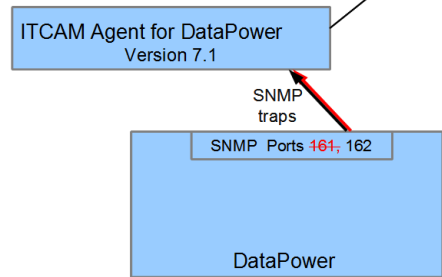 ITCAM Agent for DataPower
Version 7.1
SNMP
traps
SNMP Ports 161, 162
DataPower